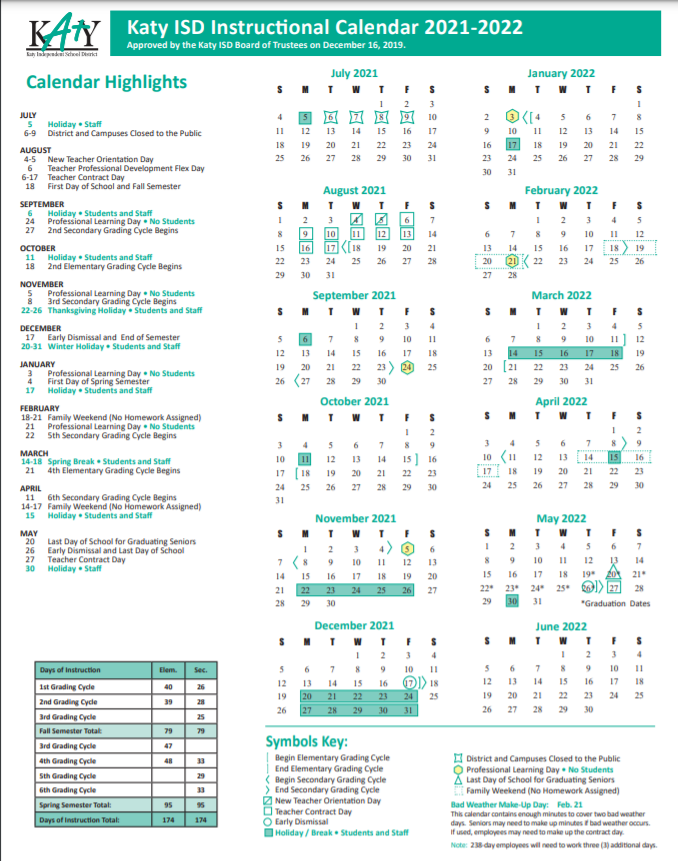 KATY
Katy Independent School District
Katy ISD Instructional Calendar 2021-2022
Approved by the Katy ISD Board of Trustees on December 16, 2019.
Calendar Highlights
JULY
5 Holiday • Staff
6-9 District and Campuses Closed to the Public
AUGUST
4-5 New Teacher Orientation Day
6 Teacher Professional Development Flex Day
6-17 Teacher Contract Day
18 First Day of School and Fall Semester
SEPTEMBER
6 Holiday • Students and Staff
24 Professional Learning Day • No Students
27 2nd Secondary Grading Cycle Begins
OCTOBER
11 Holiday • Students and Staff
18 2nd Elementary Grading Cycle Begins
NOVEMBER
5 Professional Learning Day • No Students
8 3rd Secondary Grading Cycle Begins
22-26 Thanksgiving Holiday • Students and Staff
DECEMBER
17 Early Dismissal and End of Semester
20-31 Winter Holiday • Students and Staff
JANUARY
3 Professional Learning Day • No Students
4 First Day of Spring Semester
17 Holiday • Students and Staff
FEBRUARY
18-21 Family Weekend (No Homework Assigned)
21 Professional Learning Day • No Students
22 5th Secondary Grading Cycle Begins
MARCH
14-18 Spring Break • Students and Staff
21 4th Elementary Grading Cycle Begins
APRIL
11 6th Secondary Grading Cycle Begins
14-17 Family Weekend (No Homework Assigned)
15 Holiday • Students and Staff
MAY
20 Last Day of School for Graduating Seniors
26 Early Dismissal and Last Day of School
27 Teacher Contract Day
30 Holiday • Staff
Days of Instruction Elem. Sec.
1st Grading Cycle 40 26
2nd Grading Cycle 39 28
3rd Grading Cycle 25
Fall Semester Total: 79 79
3rd Grading Cycle 47
4th Grading Cycle 48 33
5th Grading Cycle 29
6th Grading Cycle 33
Spring Semester Total: 95 95
Days of Instruction Total: 174 174
July 2021
S M T W T F S
1 2 3
4 5 6 7 8 9 10
11 12 13 14 15 16 17
18 19 20 21 22 23 24
25 26 27 28 29 30 31
August 2021
S M T W T F S
1 2 3 4 5 6 7
8 9 10 11 12 13 14
15 16 17 18 19 20 21
22 23 24 25 26 27 28
29 30 31
September 2021
S M T W T F S
1 2 3 4
5 6 7 8 9 10 11
12 13 14 15 16 17 18
19 20 21 22 23 24 25
26 27 28 29 30
October 2021
S M T W T F S
1 2
3 4 5 6 7 8 9
10 11 12 13 14 15 16
17 18 19 20 21 22 23
24 25 26 27 28 29 30
31
November 2021
S M T W T F S
1 2 3 4 5 6
7 8 9 10 11 12 13
14 15 16 17 18 19 20
21 22 23 24 25 26 27
28 29 30
December 2021
S M T W T F S
1 2 3 4
5 6 7 8 9 10 11
12 13 14 15 16 17 18
19 20 21 22 23 24 25
26 27 28 29 30 31
January 2022
S M T W T F S
1
2 3 4 5 6 7 8
9 10 11 12 13 14 15
16 17 18 19 20 21 22
23 24 25 26 27 28 29
30 31
February 2022
S M T W T F S
1 2 3 4 5
6 7 8 9 10 11 12
13 14 15 16 17 18 19
20 21 22 23 24 25 26
27 28
March 2022
S M T W T F S
1 2 3 4 5
6 7 8 9 10 11 12
13 14 15 16 17 18 19
20 21 22 23 24 25 26
27 28 29 30 31
April 2022
S M T W T F S
1 2
3 4 5 6 7 8 9
10 11 12 13 14 15 16
17 18 19 20 21 22 23
24 25 26 27 28 29 30
May 2022
S M T W T F S
1 2 3 4 5 6 7
8 9 10 11 12 13 14
15 16 17 18 19* 20* 21*
22* 23* 24* 25* 26* 27 28
29 30 31 *Graduation Dates
June 2022
S M T W T F S
1 2 3 4
5 6 7 8 9 10 11
12 13 14 15 16 17 18
19 20 21 22 23 24 25
26 27 28 29 30
Symbols Key:
Begin Elementary Grading Cycle
End Elementary Grading Cycle
Begin Secondary Grading Cycle
End Secondary Grading Cycle
New Teacher Orientation Day
Teacher Contract Day
Early Dismissal
Holiday / Break • Students and Staff
District and Campuses Closed to the Public
Professional Learning Day • No Students
Last Day of School for Graduating Seniors
Family Weekend (No Homework Assigned)
Bad Weather Make-Up Day: Feb. 21
This calendar contains enough minutes to cover two bad weather
days. Seniors may need to make up minutes if bad weather occurs.
If used, employees may need to make up the contract day.
Note: 238-day employees will need to work three (3) additional days.